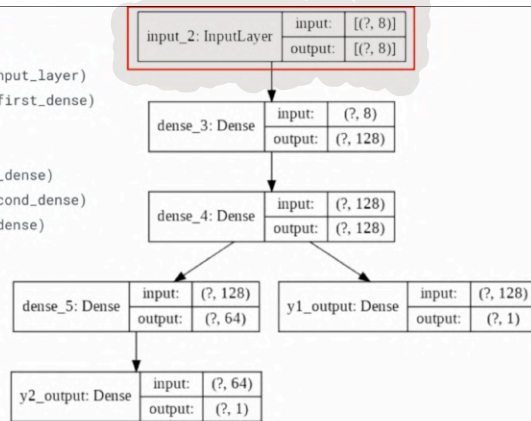 input_2: InputLayer
input: [(?, 8)]
output: [(?, 8)]
nput_layer)
first_dense)
dense_3: Dense
input: (?, 8)
output: (?, 128)
_dense)
cond_dense)
dense)
dense_4: Dense
input: (?, 128)
output: (?, 128)
dense_5: Dense
input: (?, 128)
output: (?, 64)
y1_output: Dense
input: (?, 128)
output: (?, 1)
y2_output: Dense
input: (?, 64)
output: (?, 1)